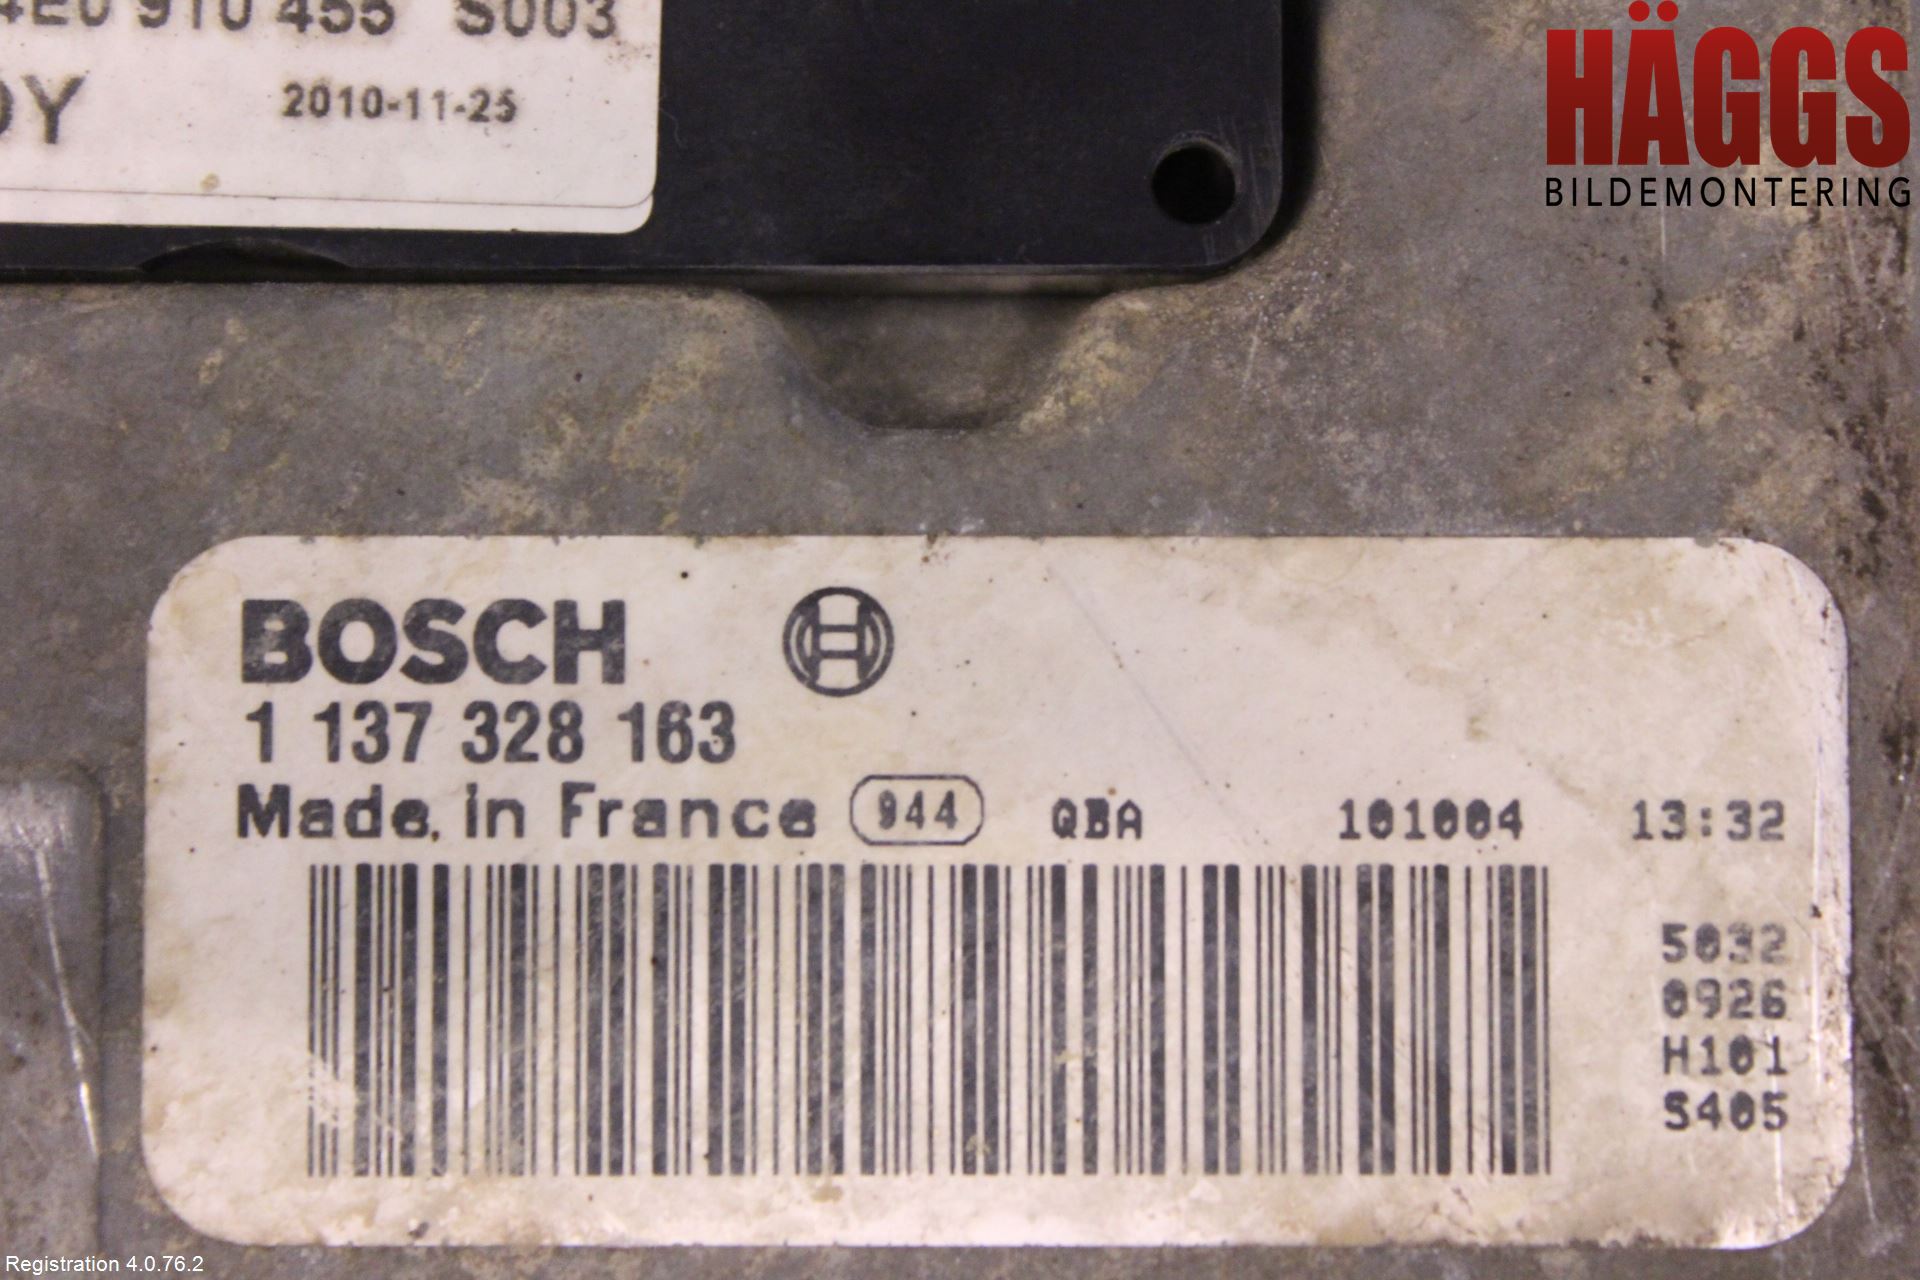 4E0 910 455 S003
DY 2010-11-25
HÄGGS
BILDEMONTERING
BOSCH
1 137 328 163
Made in France 944 QBA 101004 13:32
5032
0926
H101
S405
Registration 4.0.76.2